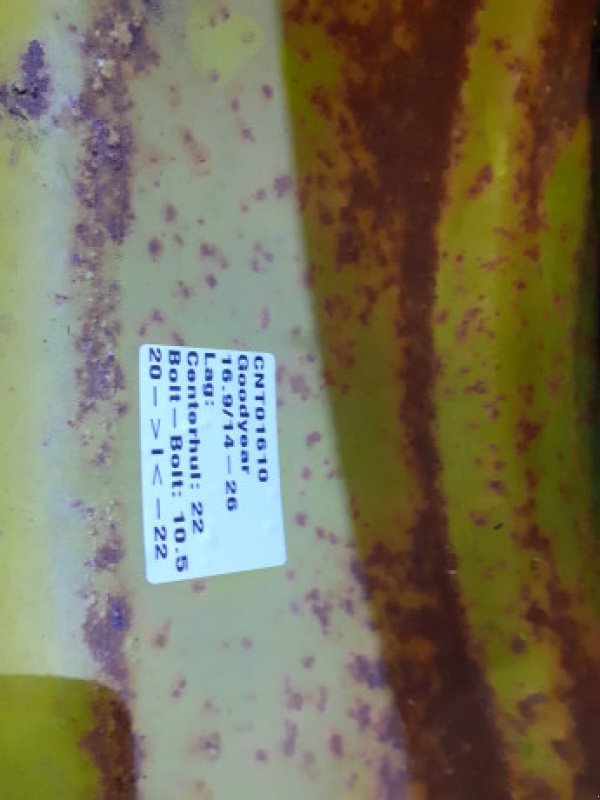 CNT01610
Goodyear
16.9/14-26
Lag:
Centerhul: 22
Bolt-Bolt: 10.5
20->I<-22